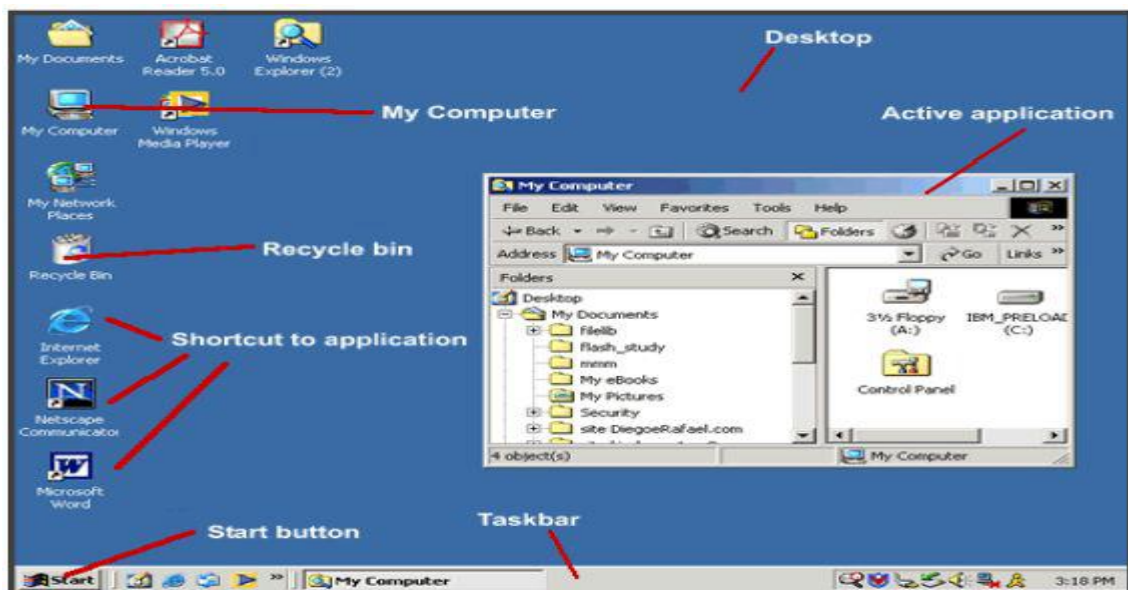 My Documents
Acrobat
Reader 5.0
Windows
Explorer (2)
Desktop
My Computer
Windows
Media Player
My Computer
Active application
My Network
Places
Recycle Bin
Recycle bin
Internet
Explorer
Shortcut to application
Netscape
Communicator
Microsoft
Word
My Computer
File Edit View Favorites Tools Help
Back Search Folders »
Address My Computer Go Links »
Folders
Desktop
My Documents
filelib
flash_study
mmm
My eBooks
My Pictures
Security
site DiegoeRafael.com
3½ Floppy
(A:)
IBM_PRELOAD
(C:)
Control Panel
4 object(s) My Computer
Start button
Taskbar
Start » My Computer 3:18 PM